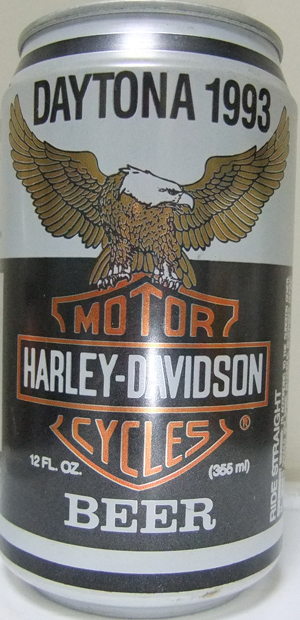 DAYTONA 1993
MOTOR
HARLEY-DAVIDSON
CYCLES ®
12 FL. OZ.
(355 ml)
BEER
RIDE STRAIGHT